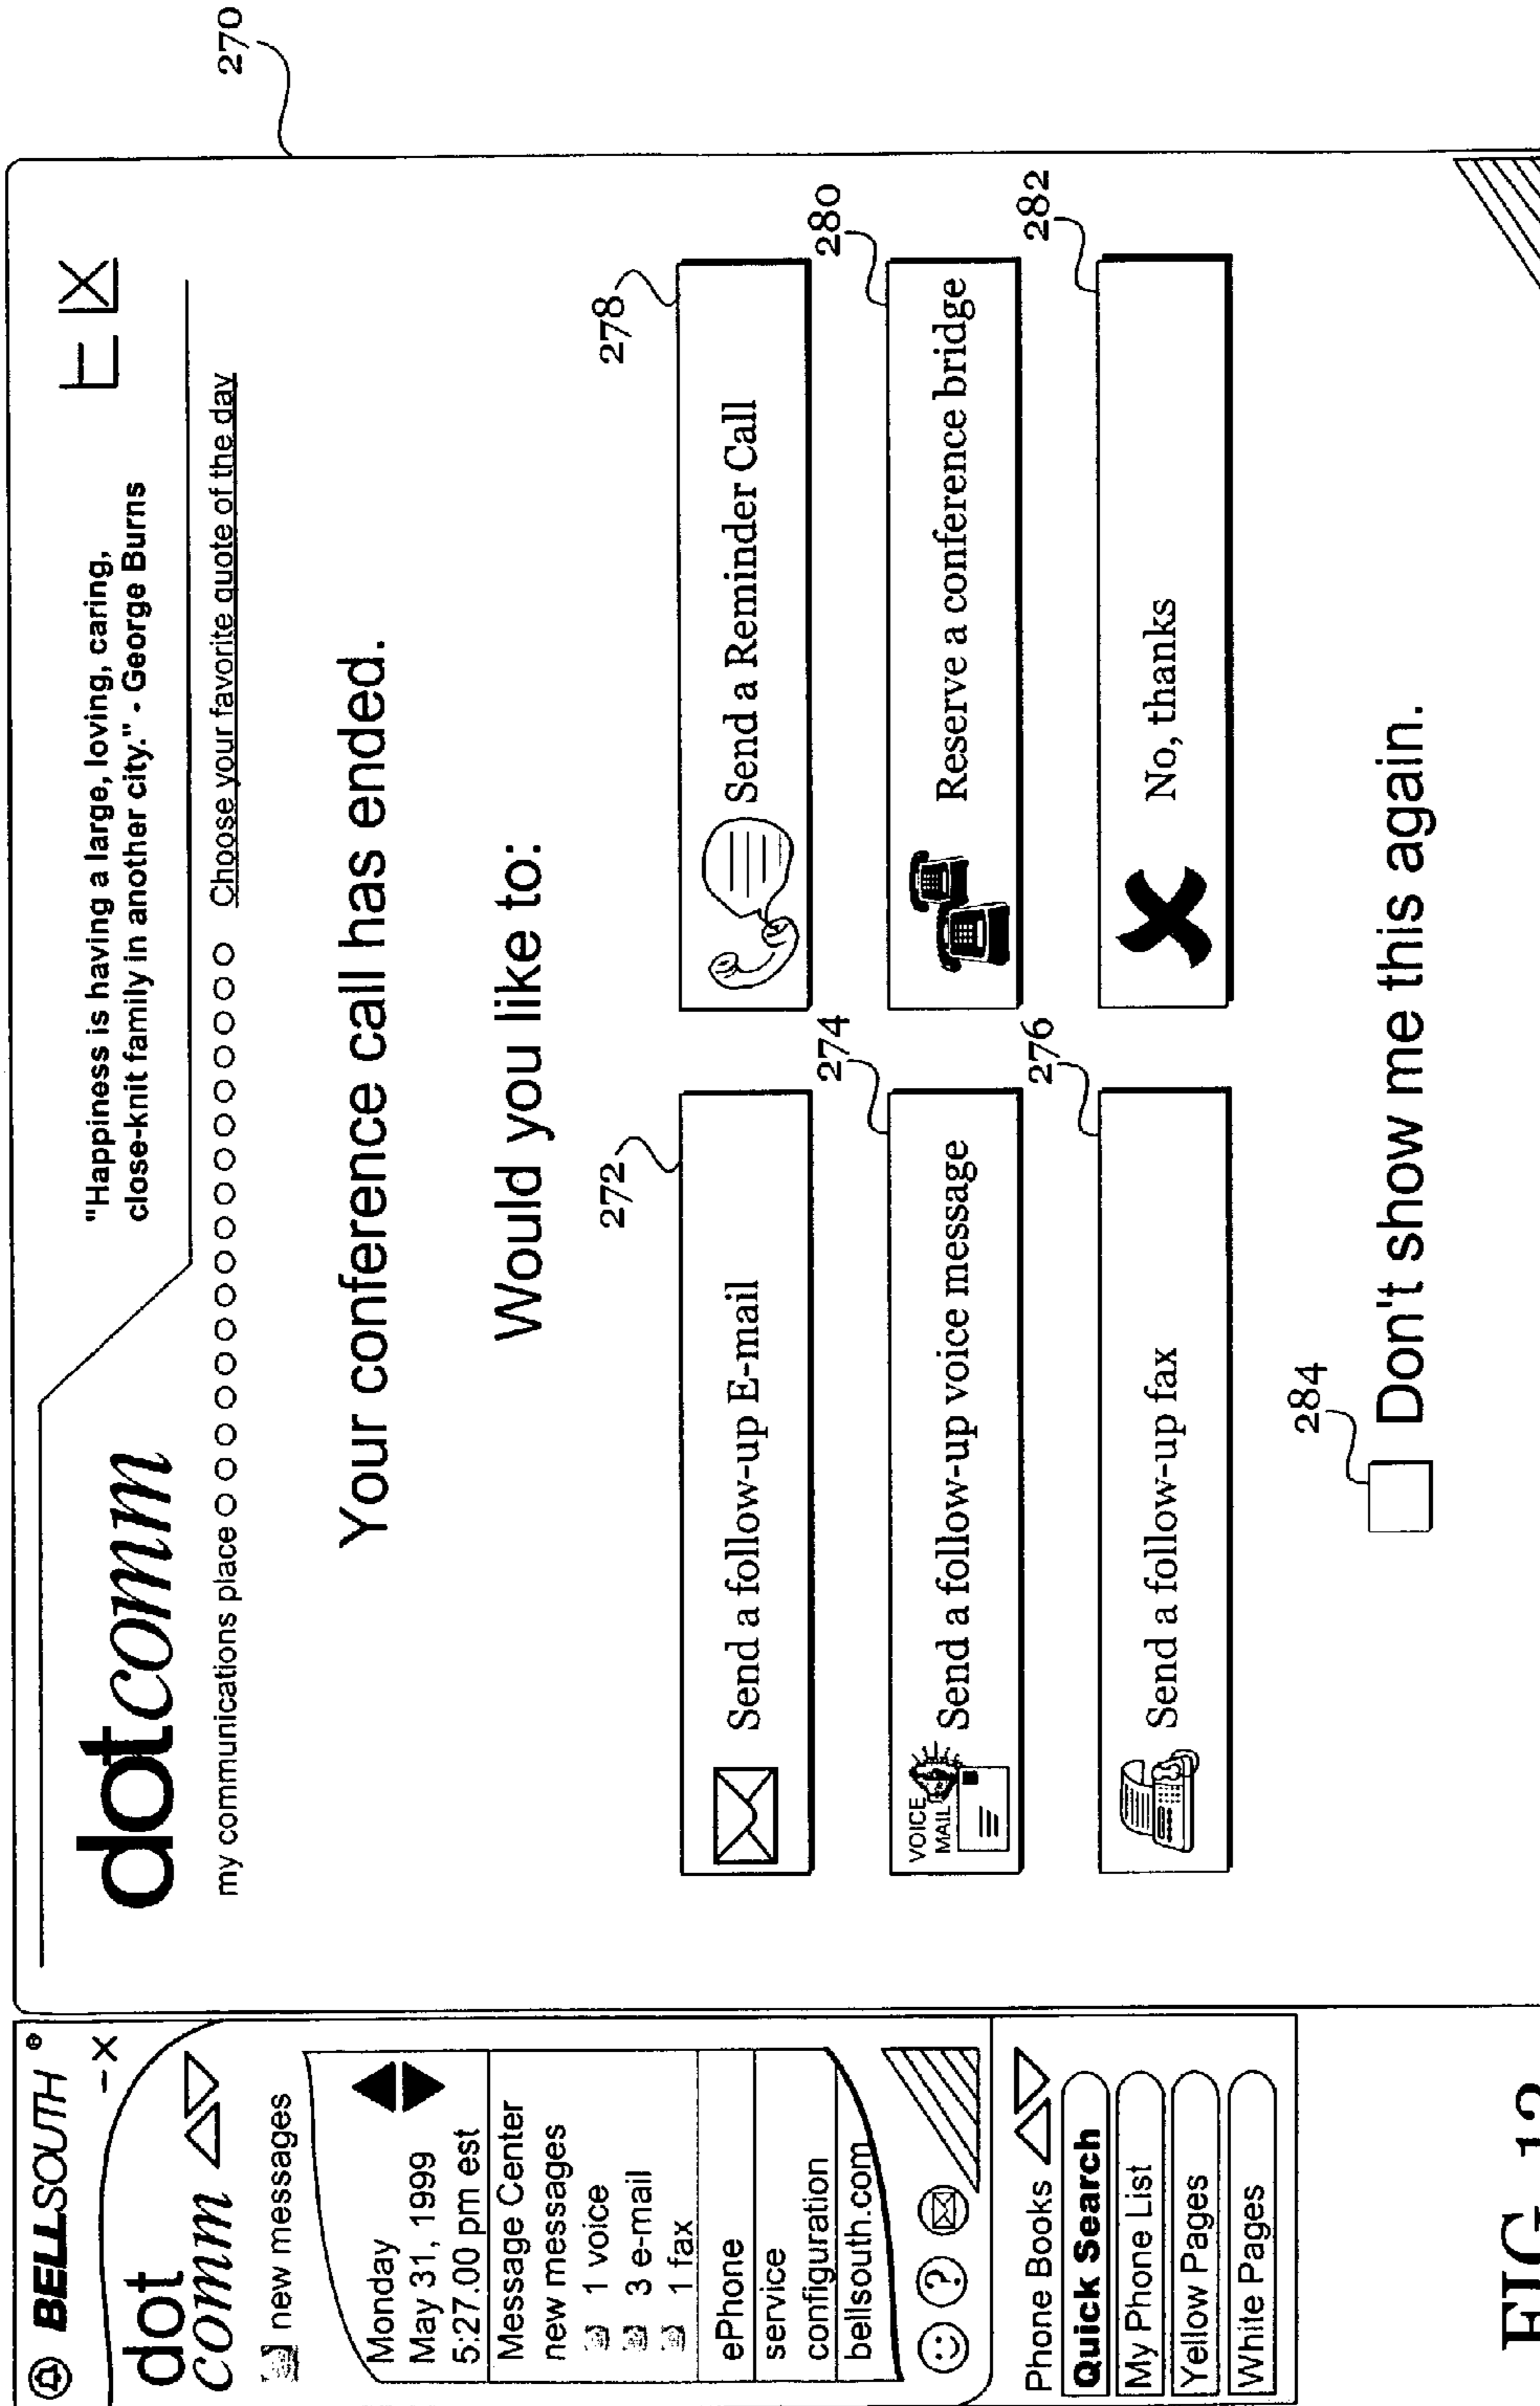 BELLSOUTH ®
– X
dot
comm
new messages
Monday
May 31, 1999
5:27.00 pm est
Message Center
new messages
1 voice
3 e-mail
1 fax
ePhone
service
configuration
bellsouth.com
Phone Books
Quick Search
My Phone List
Yellow Pages
White Pages
dotcomm
"Happiness is having a large, loving, caring,
close-knit family in another city." - George Burns
my communications place Choose your favorite quote of the day
270
Your conference call has ended.
Would you like to:
272
Send a follow-up E-mail
278
Send a Reminder Call
274
VOICE
MAIL
Send a follow-up voice message
280
Reserve a conference bridge
276
Send a follow-up fax
282
No, thanks
284
Don't show me this again.